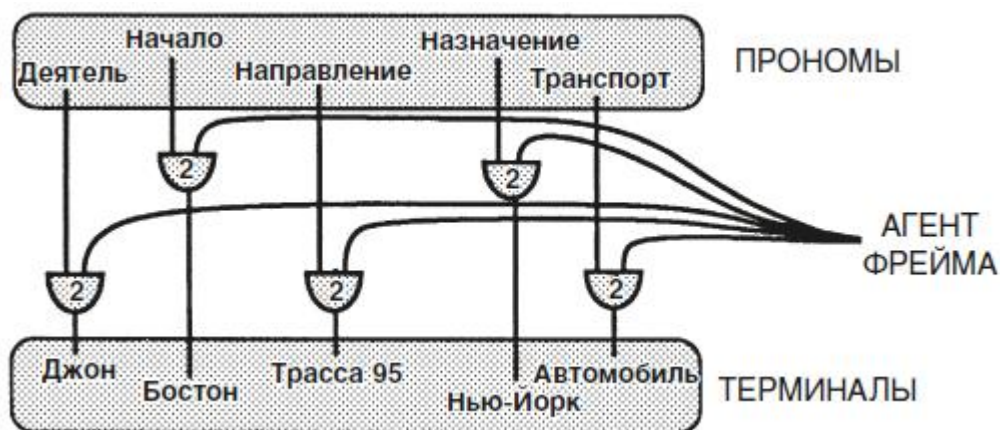 Начало
Назначение
Деятель
Направление
Транспорт
ПРОНОМЫ
2
2
АГЕНТ
ФРЕЙМА
2
2
2
Джон
Бостон
Трасса 95
Нью-Йорк
Автомобиль
ТЕРМИНАЛЫ